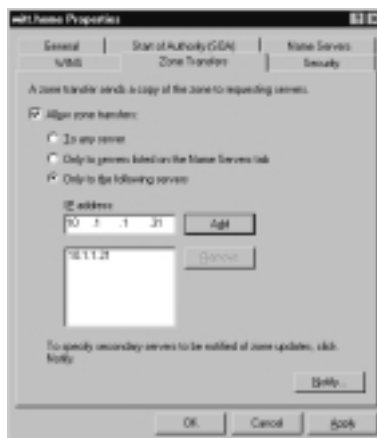 witt.home Properties
General Start of Authority (SOA) Name Servers
WINS Zone Transfers Security
A zone transfer sends a copy of the zone to requesting servers.
Allow zone transfers:
To any server
Only to servers listed on the Name Servers tab
Only to the following servers
IP address:
10 .1 .1 .21 Add
10.1.1.21 Remove
To specify secondary servers to be notified of zone updates, click
Notify.
Notify...
OK Cancel Apply